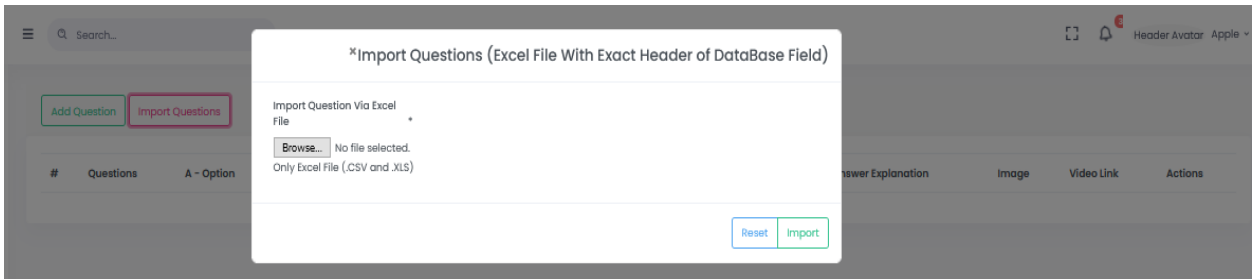 Search...
3
Header Avatar Apple
×Import Questions (Excel File With Exact Header of DataBase Field)
Add Question Import Questions
Import Question Via Excel
File *
Browse... No file selected.
Only Excel File (.CSV and .XLS)
# Questions A - Option nswer Explanation Image Video Link Actions
Reset Import